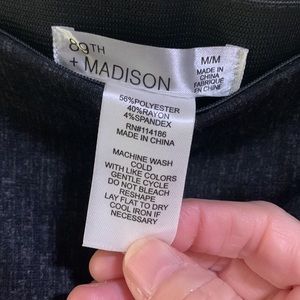 89TH
+ MADISON
M/M
MADE IN
CHINA
FABRIQUE
EN CHINE
56%POLYESTER
40%RAYON
4%SPANDEX
RN#114186
MADE IN CHINA
MACHINE WASH
COLD
WITH LIKE COLORS
GENTLE CYCLE
DO NOT BLEACH
RESHAPE
LAY FLAT TO DRY
COOL IRON IF
NECESSARY